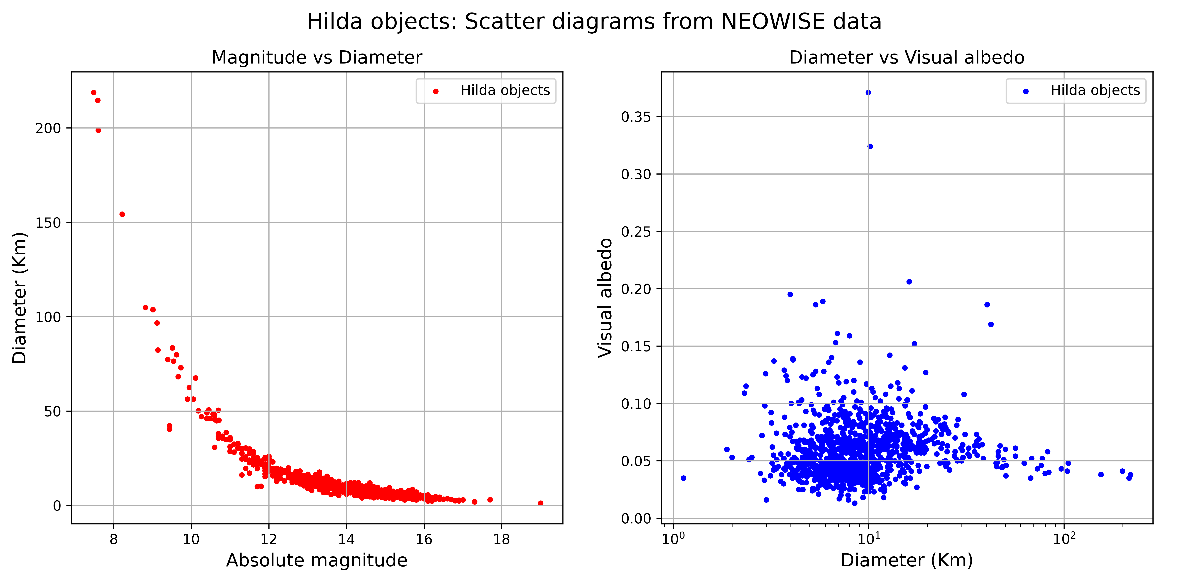 Hilda objects: Scatter diagrams from NEOWISE data
Magnitude vs Diameter
Hilda objects
200
150
100
50
0
8
10
12
14
16
18
Diameter (Km)
Absolute magnitude
Diameter vs Visual albedo
Hilda objects
0.35
0.30
0.25
0.20
0.15
0.10
0.05
0.00
10⁰
10¹
10²
Visual albedo
Diameter (Km)